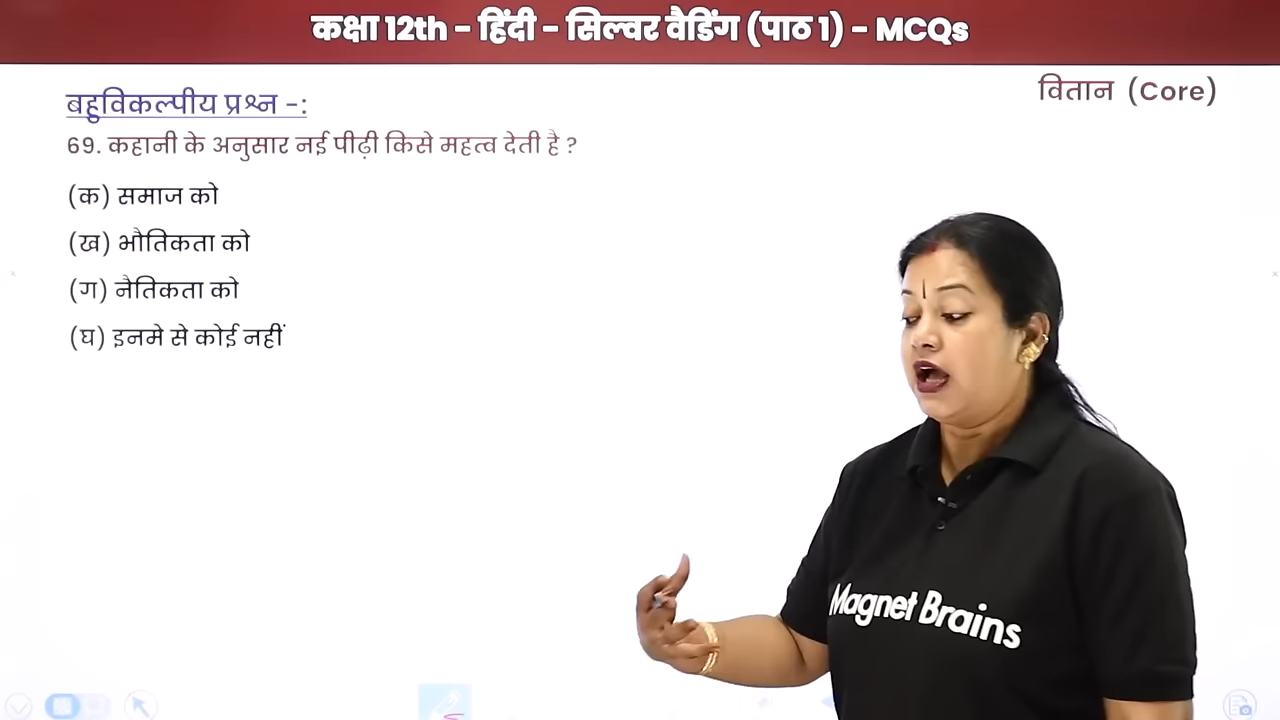 कक्षा 12th - हिंदी - सिल्वर वैडिंग (पाठ 1) - MCQs
वितान (Core)
बहुविकल्पीय प्रश्न -:
69. कहानी के अनुसार नई पीढ़ी किसे महत्व देती है ?
(क) समाज को
(ख) भौतिकता को
(ग) नैतिकता को
(घ) इनमे से कोई नहीं
Magnet Brains